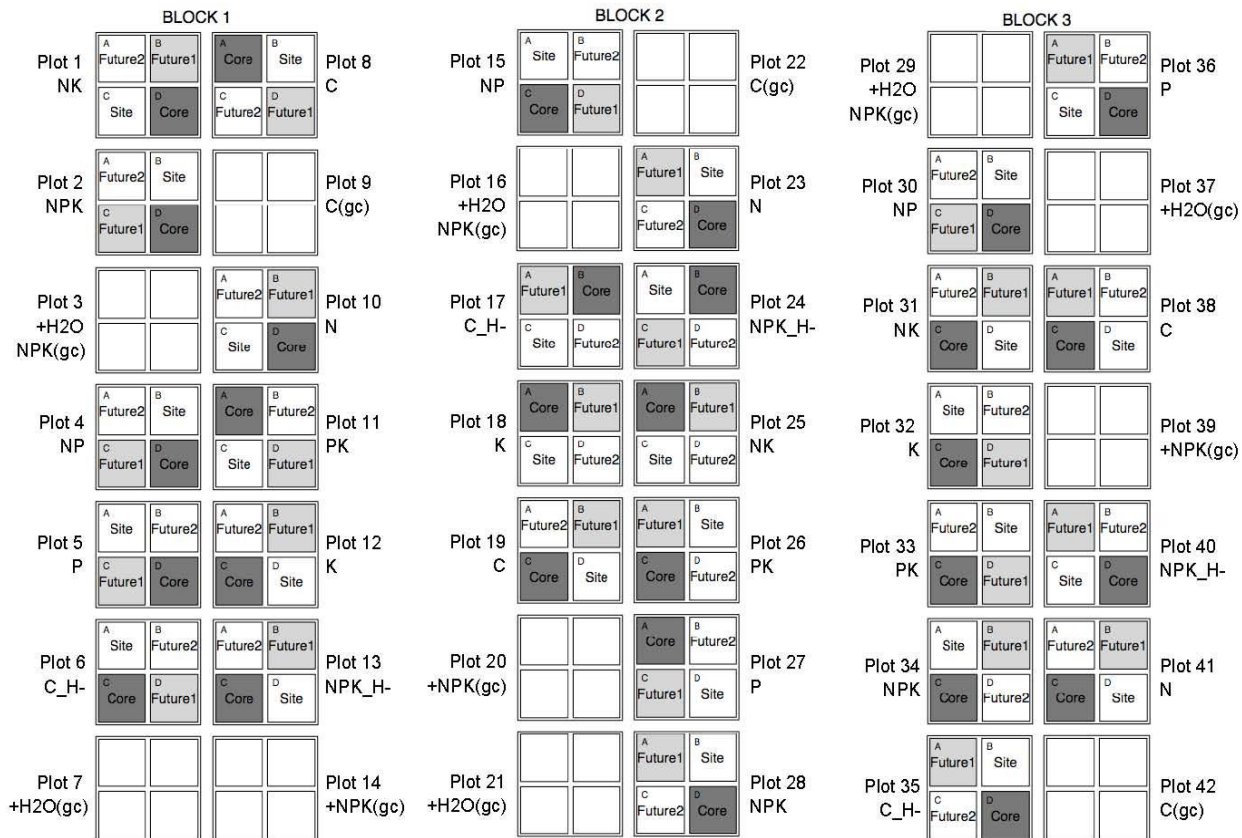 BLOCK 1
Plot 1
NK
A
Future2
B
Future1
C
Site
D
Core
A
Core
B
Site
C
Future2
D
Future1
Plot 8
C
Plot 2
NPK
A
Future2
B
Site
C
Future1
D
Core
Plot 9
C(gc)
Plot 3
+H2O
NPK(gc)
A
Future2
B
Future1
C
Site
D
Core
Plot 10
N
Plot 4
NP
A
Future2
B
Site
C
Future1
D
Core
A
Core
B
Future2
C
Site
D
Future1
Plot 11
PK
Plot 5
P
A
Site
B
Future2
C
Future1
D
Core
A
Future2
B
Future1
C
Core
D
Site
Plot 12
K
Plot 6
C_H-
A
Site
B
Future2
C
Core
D
Future1
A
Future2
B
Future1
C
Core
D
Site
Plot 13
NPK_H-
Plot 7
+H2O(gc)
Plot 14
+NPK(gc)
BLOCK 2
Plot 15
NP
A
Site
B
Future2
C
Core
D
Future1
Plot 22
C(gc)
Plot 16
+H2O
NPK(gc)
A
Future1
B
Site
C
Future2
D
Core
Plot 23
N
Plot 17
C_H-
A
Future1
B
Core
C
Site
D
Future2
A
Site
B
Core
C
Future1
D
Future2
Plot 24
NPK_H-
Plot 18
K
A
Core
B
Future1
C
Site
D
Future2
A
Core
B
Future1
C
Site
D
Future2
Plot 25
NK
Plot 19
C
A
Future2
B
Future1
C
Core
D
Site
A
Future1
B
Site
C
Core
D
Future2
Plot 26
PK
Plot 20
+NPK(gc)
A
Core
B
Future2
C
Future1
D
Site
Plot 27
P
Plot 21
+H2O(gc)
A
Future1
B
Site
C
Future2
D
Core
Plot 28
NPK
BLOCK 3
Plot 29
+H2O
NPK(gc)
A
Future1
B
Future2
C
Site
D
Core
Plot 36
P
Plot 30
NP
A
Future2
B
Site
C
Future1
D
Core
Plot 37
+H2O(gc)
Plot 31
NK
A
Future2
B
Future1
C
Core
D
Site
A
Future1
B
Future2
C
Core
D
Site
Plot 38
C
Plot 32
K
A
Site
B
Future2
C
Core
D
Future1
Plot 39
+NPK(gc)
Plot 33
PK
A
Future2
B
Site
C
Core
D
Future1
A
Future1
B
Future2
C
Site
D
Core
Plot 40
NPK_H-
Plot 34
NPK
A
Site
B
Future1
C
Core
D
Future2
A
Future2
B
Future1
C
Core
D
Site
Plot 41
N
Plot 35
C_H-
A
Future1
B
Site
C
Future2
D
Core
Plot 42
C(gc)